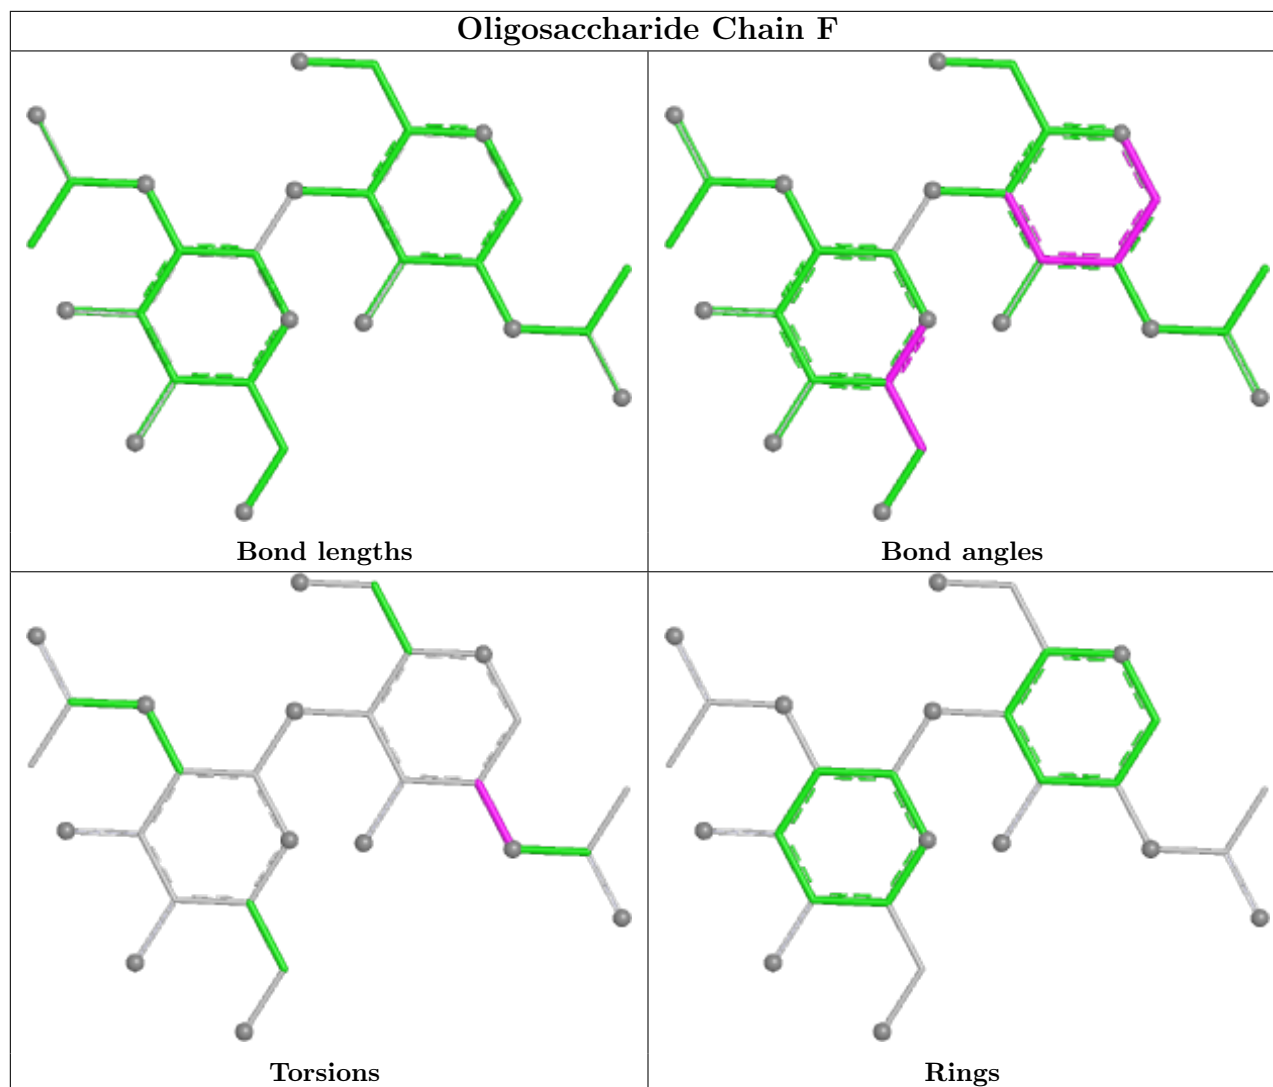 Oligosaccharide Chain F
Bond lengths
Bond angles
Torsions
Rings